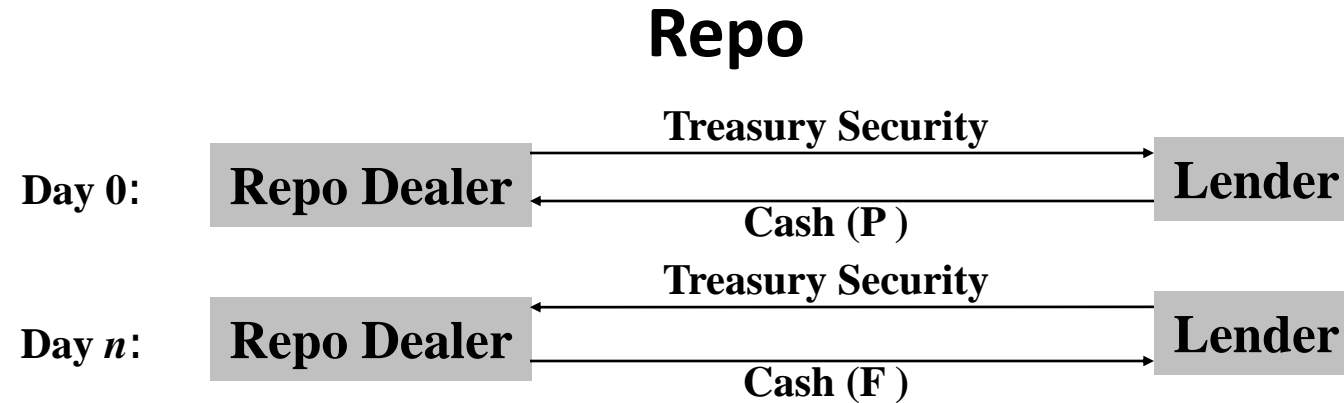 Repo
Treasury Security
Day 0: Repo Dealer Lender
Cash (P )
Treasury Security
Day n: Repo Dealer Lender
Cash (F )